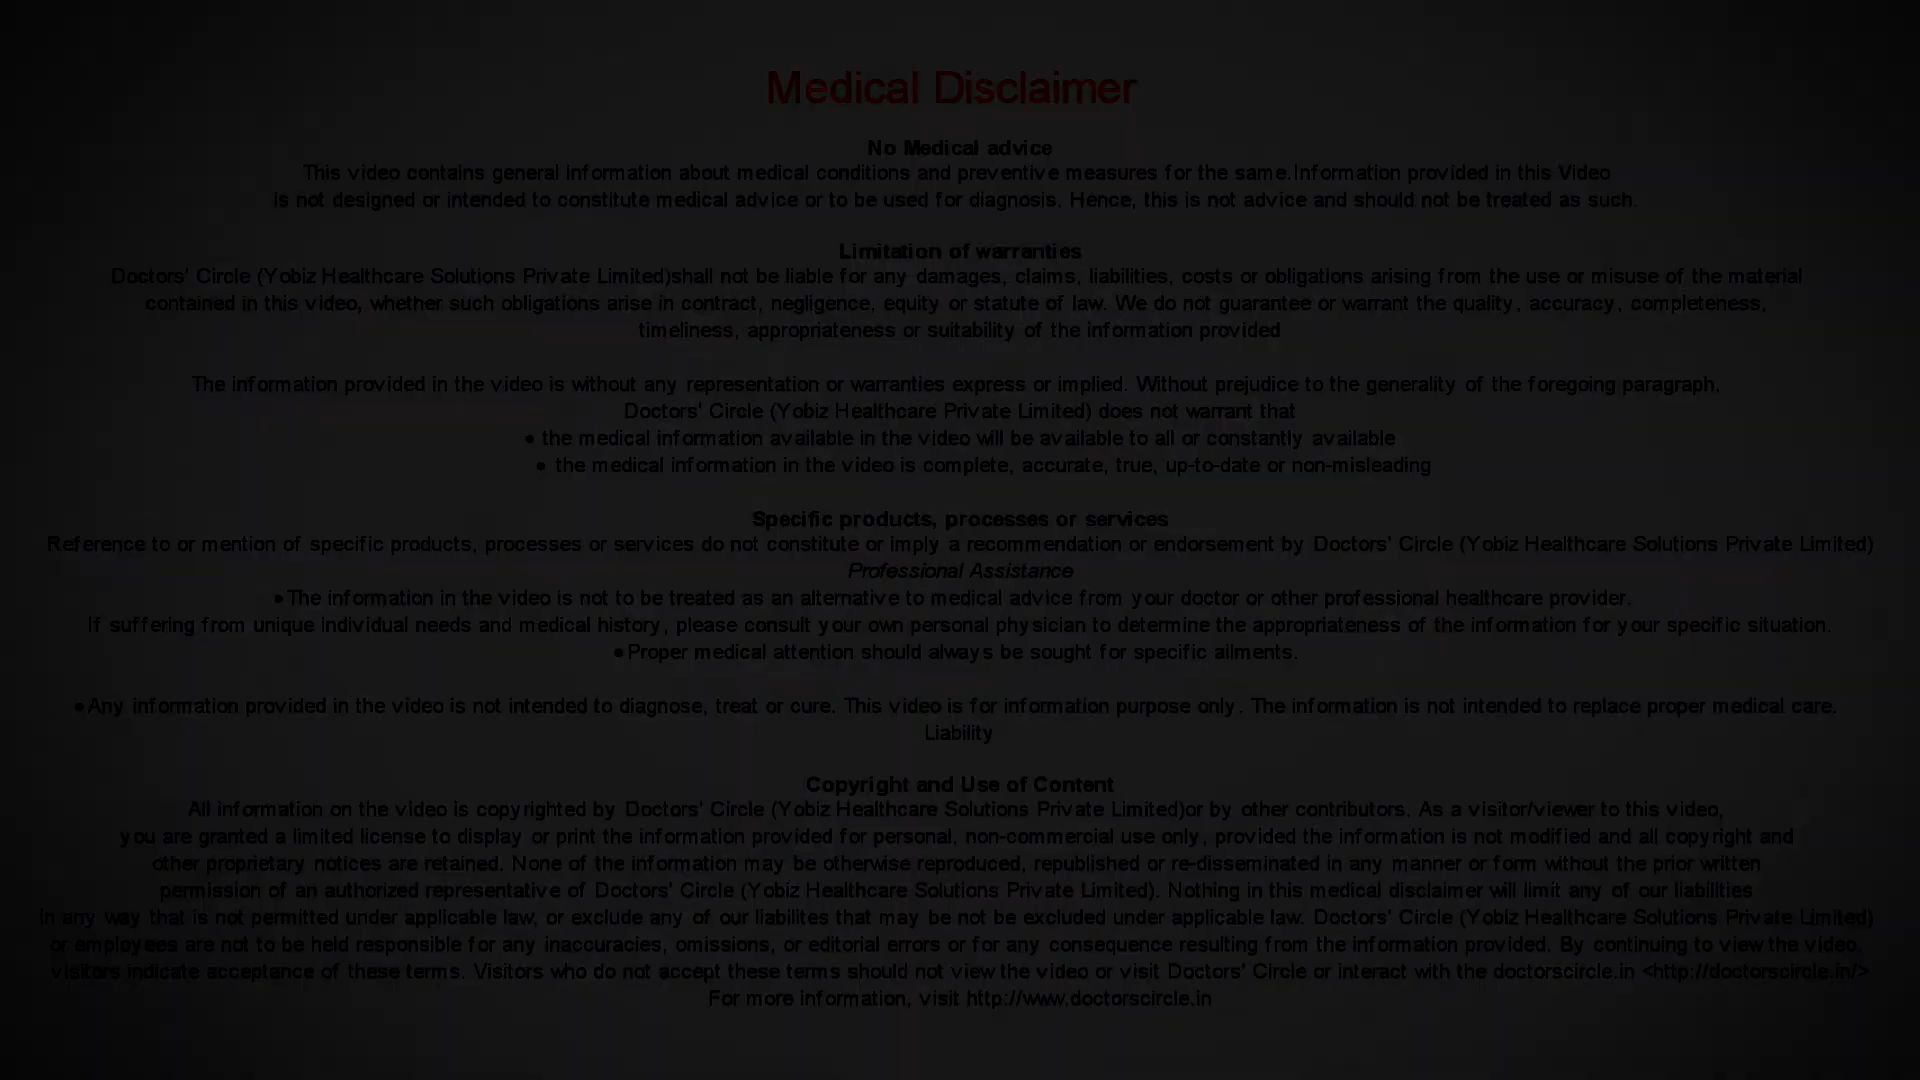 Medical Disclaimer
No Medical advice
This video contains general information about medical conditions and preventive measures for the same.Information provided in this Video
is not designed or intended to constitute medical advice or to be used for diagnosis. Hence, this is not advice and should not be treated as such.
Limitation of warranties
Doctors' Circle (Yobiz Healthcare Solutions Private Limited)shall not be liable for any damages, claims, liabilities, costs or obligations arising from the use or misuse of the material
contained in this video, whether such obligations arise in contract, negligence, equity or statute of law. We do not guarantee or warrant the quality, accuracy, completeness,
timeliness, appropriateness or suitability of the information provided
The information provided in the video is without any representation or warranties express or implied. Without prejudice to the generality of the foregoing paragraph,
Doctors' Circle (Yobiz Healthcare Private Limited) does not warrant that
● the medical information available in the video will be available to all or constantly available
● the medical information in the video is complete, accurate, true, up-to-date or non-misleading
Specific products, processes or services
Reference to or mention of specific products, processes or services do not constitute or imply a recommendation or endorsement by Doctors' Circle (Yobiz Healthcare Solutions Private Limited)
Professional Assistance
●The information in the video is not to be treated as an alternative to medical advice from your doctor or other professional healthcare provider.
If suffering from unique individual needs and medical history, please consult your own personal physician to determine the appropriateness of the information for your specific situation.
●Proper medical attention should always be sought for specific ailments.
●Any information provided in the video is not intended to diagnose, treat or cure. This video is for information purpose only. The information is not intended to replace proper medical care.
Liability
Copyright and Use of Content
All information on the video is copyrighted by Doctors' Circle (Yobiz Healthcare Solutions Private Limited)or by other contributors. As a visitor/viewer to this video,
you are granted a limited license to display or print the information provided for personal, non-commercial use only, provided the information is not modified and all copyright and
other proprietary notices are retained. None of the information may be otherwise reproduced, republished or re-disseminated in any manner or form without the prior written
permission of an authorized representative of Doctors' Circle (Yobiz Healthcare Solutions Private Limited). Nothing in this medical disclaimer will limit any of our liabilities
in any way that is not permitted under applicable law, or exclude any of our liabilites that may be not be excluded under applicable law. Doctors' Circle (Yobiz Healthcare Solutions Private Limited)
or employees are not to be held responsible for any inaccuracies, omissions, or editorial errors or for any consequence resulting from the information provided. By continuing to view the video,
visitors indicate acceptance of these terms. Visitors who do not accept these terms should not view the video or visit Doctors' Circle or interact with the doctorscircle.in <http://doctorscircle.in/>
For more information, visit http://www.doctorscircle.in